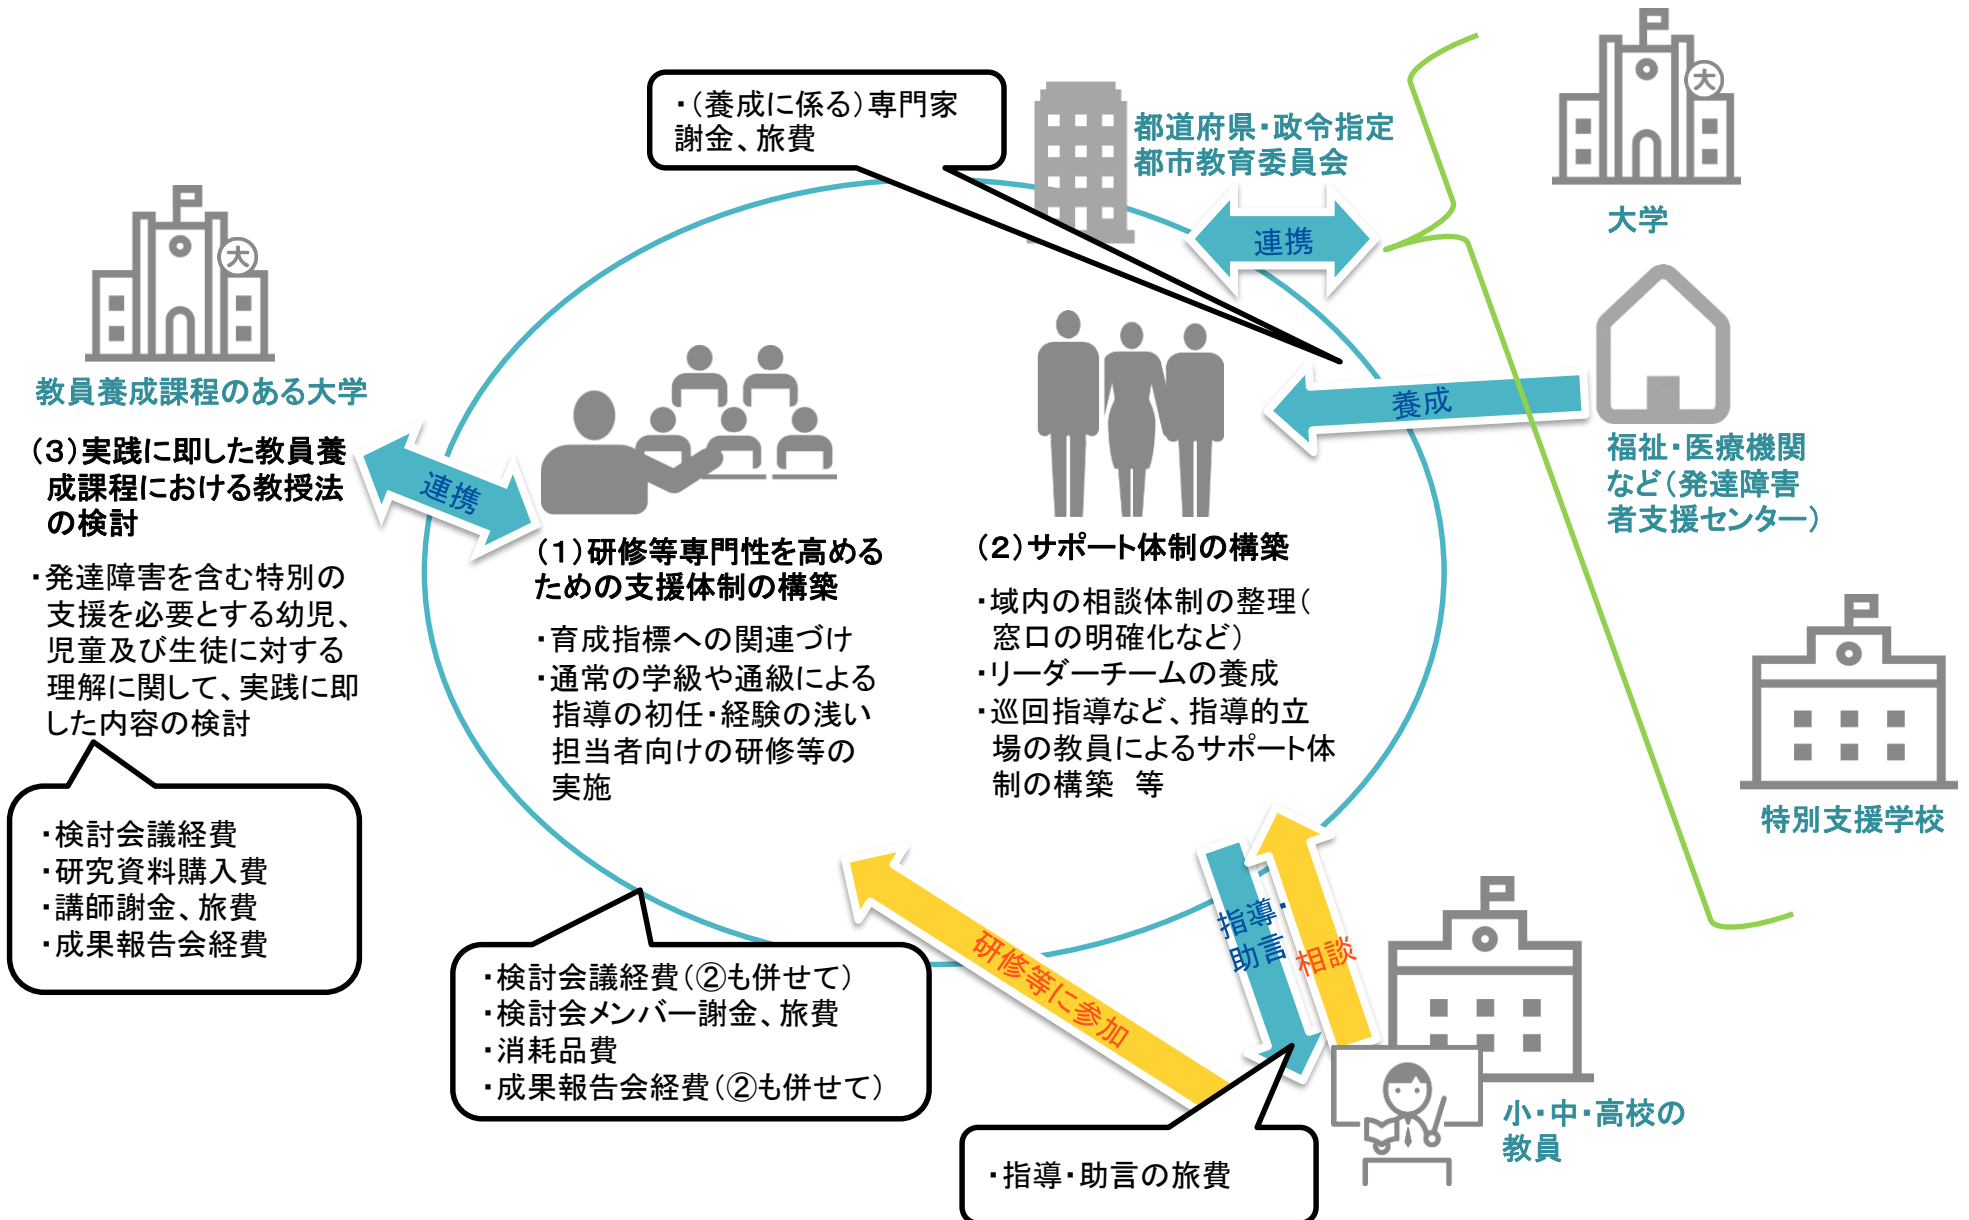 ・(養成に係る)専門家
謝金、旅費
都道府県・政令指定
都市教育委員会
連携
大
大学
大
教員養成課程のある大学
(3)実践に即した教員養
成課程における教授法
の検討
・発達障害を含む特別の
支援を必要とする幼児、
児童及び生徒に対する
理解に関して、実践に即
した内容の検討
・検討会議経費
・研究資料購入費
・講師謝金、旅費
・成果報告会経費
連携
(1)研修等専門性を高める
ための支援体制の構築
・育成指標への関連づけ
・通常の学級や通級による
指導の初任・経験の浅い
担当者向けの研修等の
実施
・検討会議経費(②も併せて)
・検討会メンバー謝金、旅費
・消耗品費
・成果報告会経費(②も併せて)
(2)サポート体制の構築
・域内の相談体制の整理(
窓口の明確化など)
・リーダーチームの養成
・巡回指導など、指導的立
場の教員によるサポート体
制の構築 等
養成
福祉・医療機関
など(発達障害
者支援センター)
特別支援学校
研修等に参加
指導・
助言
相談
・指導・助言の旅費
小・中・高校の
教員